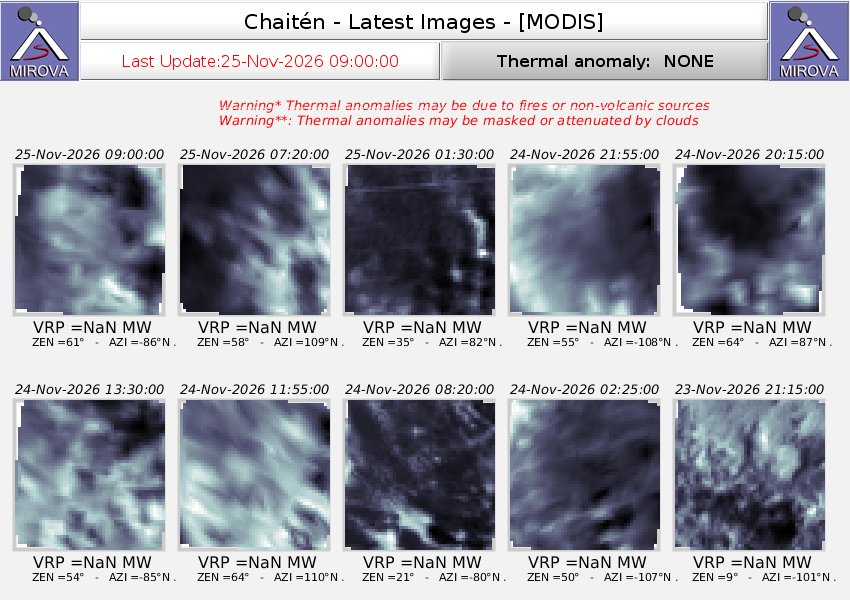 Chaitén - Latest Images - [MODIS]
MIROVA
Last Update:25-Nov-2026 09:00:00
Thermal anomaly: NONE
MIROVA
Warning* Thermal anomalies may be due to fires or non-volcanic sources
Warning**: Thermal anomalies may be masked or attenuated by clouds
25-Nov-2026 09:00:00 25-Nov-2026 07:20:00 25-Nov-2026 01:30:00 24-Nov-2026 21:55:00 24-Nov-2026 20:15:00
VRP =NaN MW VRP =NaN MW VRP =NaN MW VRP =NaN MW VRP =NaN MW
ZEN =61° - AZI =-86°N . ZEN =58° - AZI =109°N . ZEN =35° - AZI =82°N . ZEN =55° - AZI =-108°N . ZEN =64° - AZI =87°N .
24-Nov-2026 13:30:00 24-Nov-2026 11:55:00 24-Nov-2026 08:20:00 24-Nov-2026 02:25:00 23-Nov-2026 21:15:00
VRP =NaN MW VRP =NaN MW VRP =NaN MW VRP =NaN MW VRP =NaN MW
ZEN =54° - AZI =-85°N . ZEN =64° - AZI =110°N . ZEN =21° - AZI =-80°N . ZEN =50° - AZI =-107°N . ZEN =9° - AZI =-101°N .